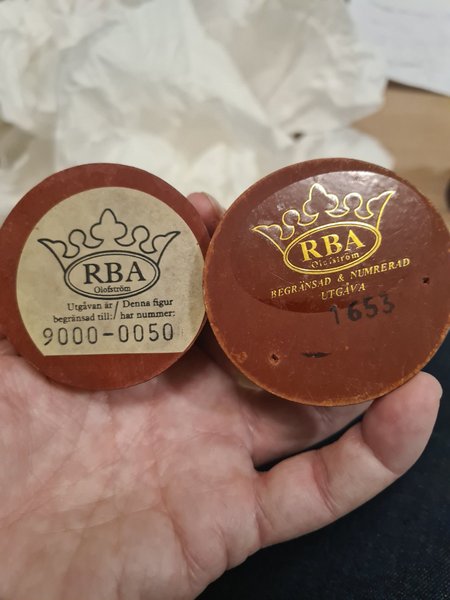 RBA
Olofström
Utgåvan är / Denna figur
begränsad till: / har nummer:
9000-0050
RBA
Olofström
BEGRÄNSAD & NUMRERAD
UTGÅVA
1653